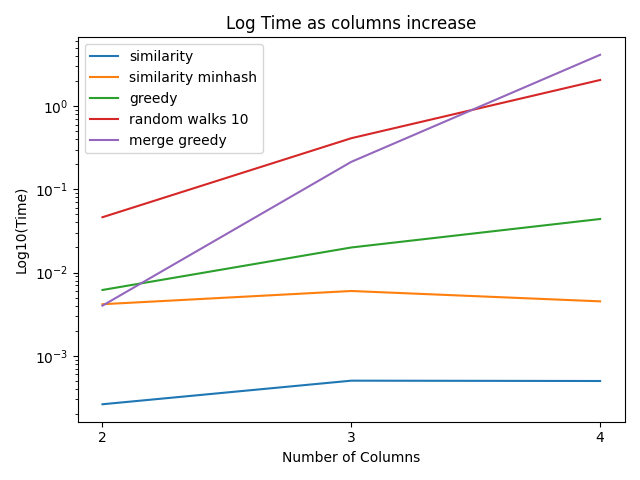 Log Time as columns increase
similarity
similarity minhash
greedy
random walks 10
merge greedy
10⁰
10⁻¹
10⁻²
10⁻³
Log10(Time)
2 3 4
Number of Columns